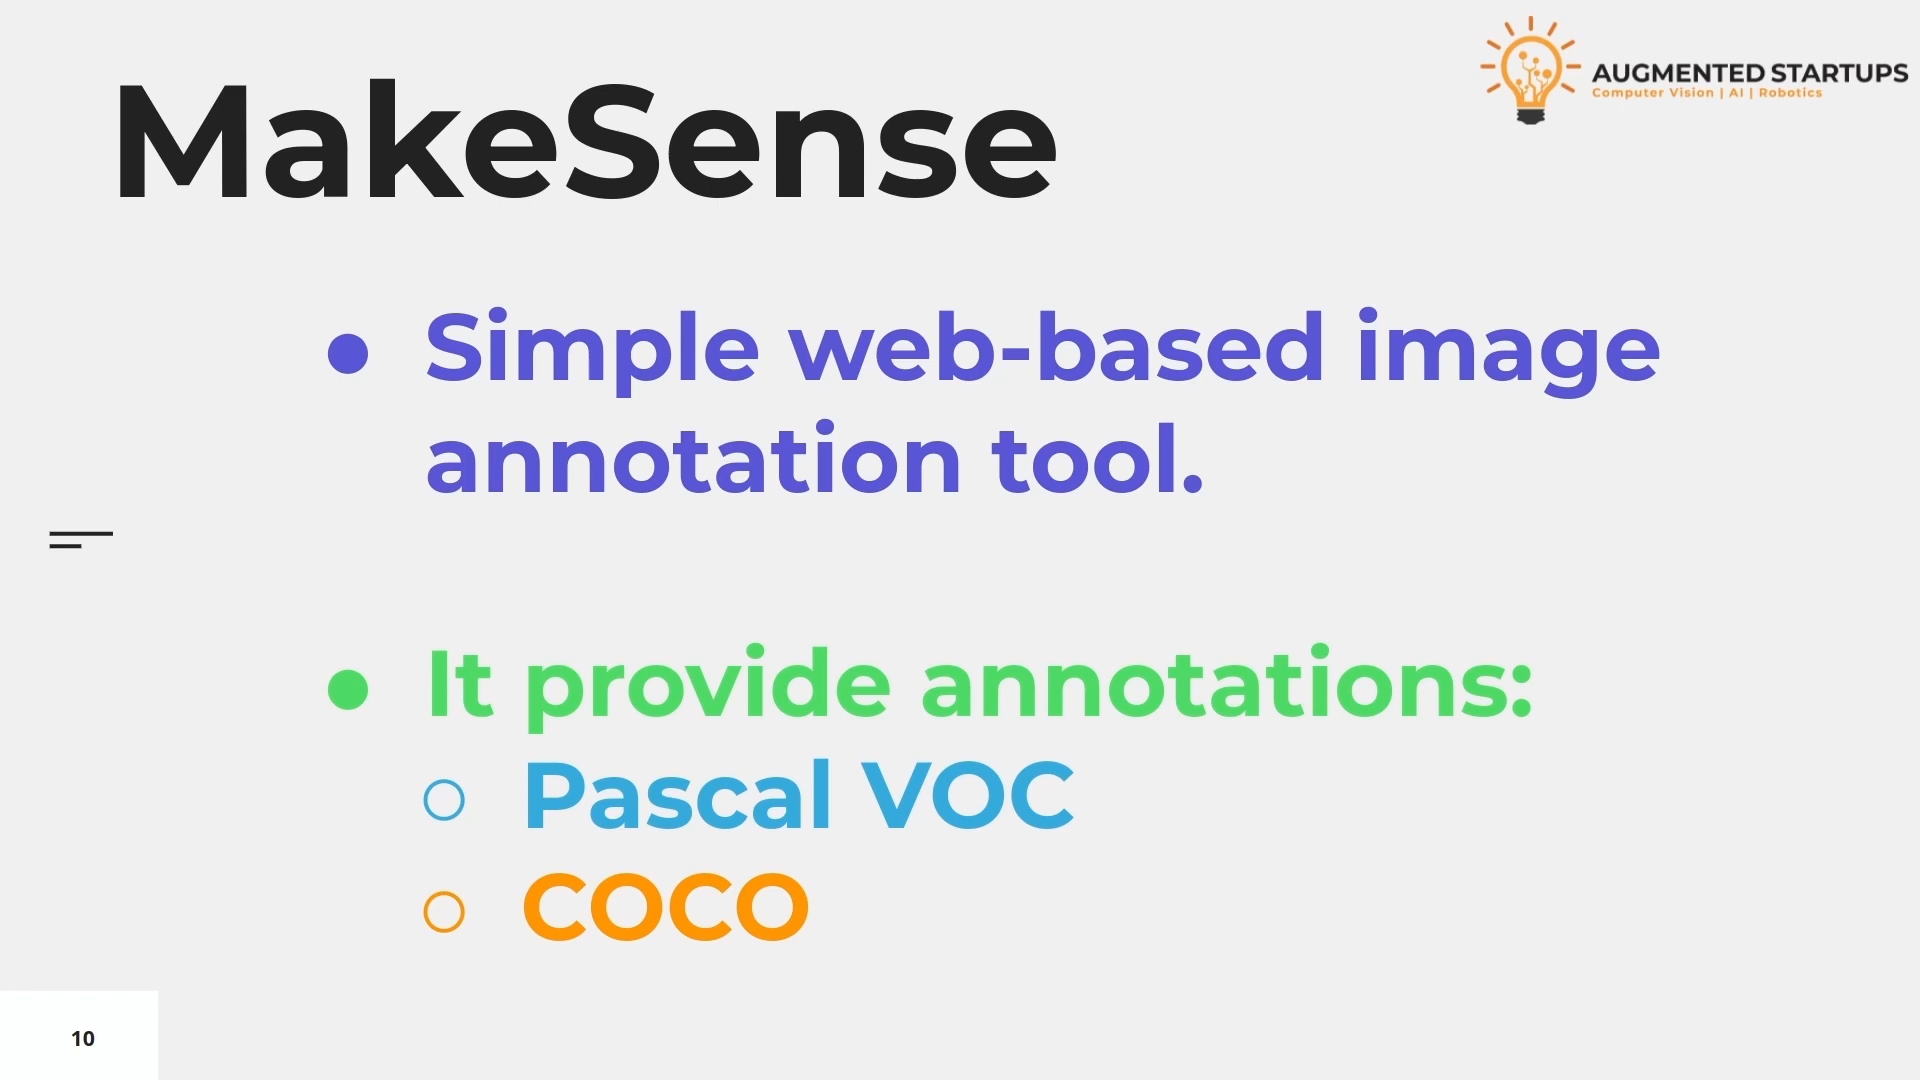 AUGMENTED STARTUPS
Computer Vision | AI | Robotics
MakeSense
● Simple web-based image
annotation tool.
● It provide annotations:
○ Pascal VOC
○ COCO
10